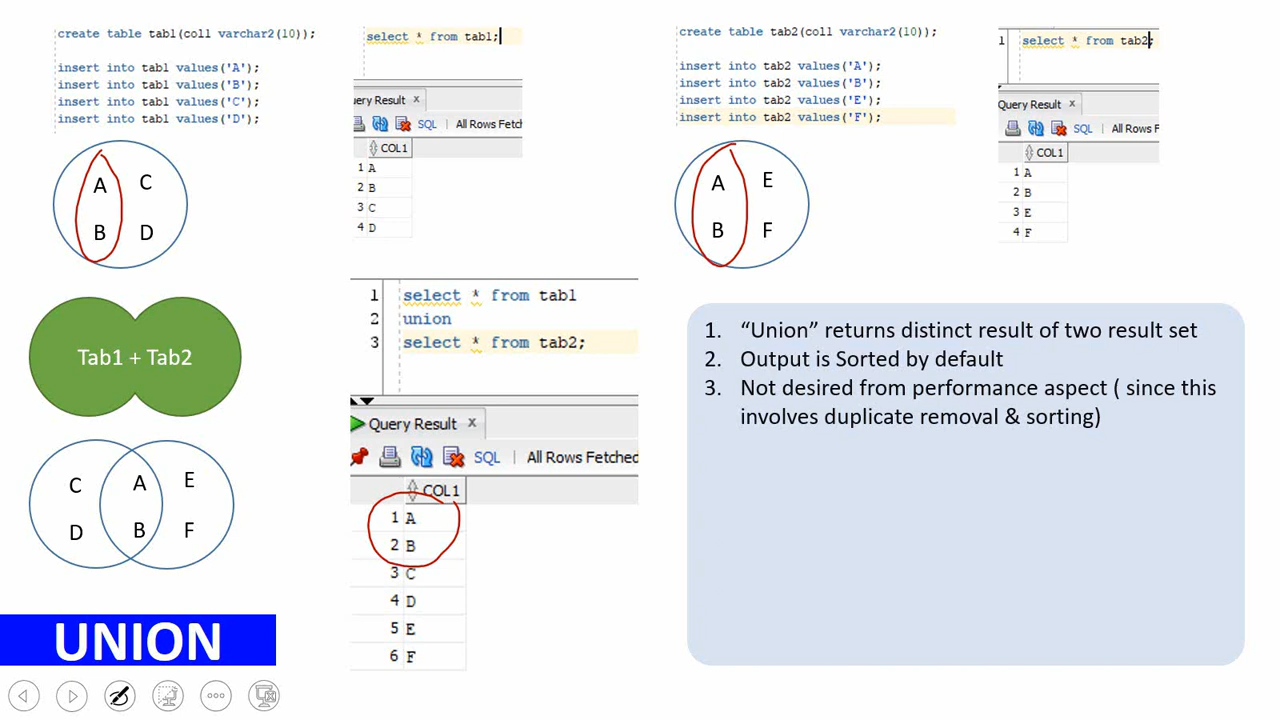 create table tab1(col1 varchar2(10));
insert into tab1 values('A');
insert into tab1 values('B');
insert into tab1 values('C');
insert into tab1 values('D');
select * from tab1;
uery Result x
SQL | All Rows Fetch
COL1
1 A
2 B
3 C
4 D
create table tab2(col1 varchar2(10));
insert into tab2 values('A');
insert into tab2 values('B');
insert into tab2 values('E');
insert into tab2 values('F');
1 select * from tab2;
Query Result x
SQL | All Rows F
COL1
1 A
2 B
3 E
4 F
A C
B D
A E
B F
Tab1 + Tab2
1 select * from tab1
2 union
3 select * from tab2;
Query Result x
SQL | All Rows Fetched
COL1
1 A
2 B
3 C
4 D
5 E
6 F
C A E
D B F
1. “Union” returns distinct result of two result set
2. Output is Sorted by default
3. Not desired from performance aspect ( since this
involves duplicate removal & sorting)
UNION